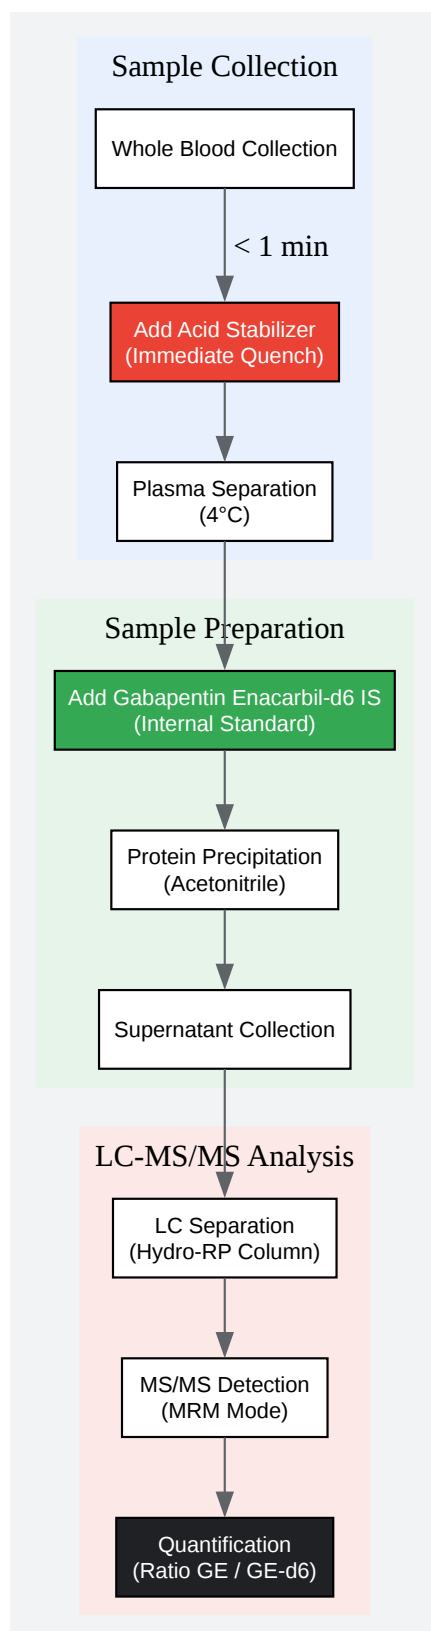 Sample Collection
Whole Blood Collection
< 1 min
Add Acid Stabilizer
(Immediate Quench)
Plasma Separation
(4°C)
Sample Preparation
Add Gabapentin Enacarbil-d6 IS
(Internal Standard)
Protein Precipitation
(Acetonitrile)
Supernatant Collection
LC-MS/MS Analysis
LC Separation
(Hydro-RP Column)
MS/MS Detection
(MRM Mode)
Quantification
(Ratio GE / GE-d6)